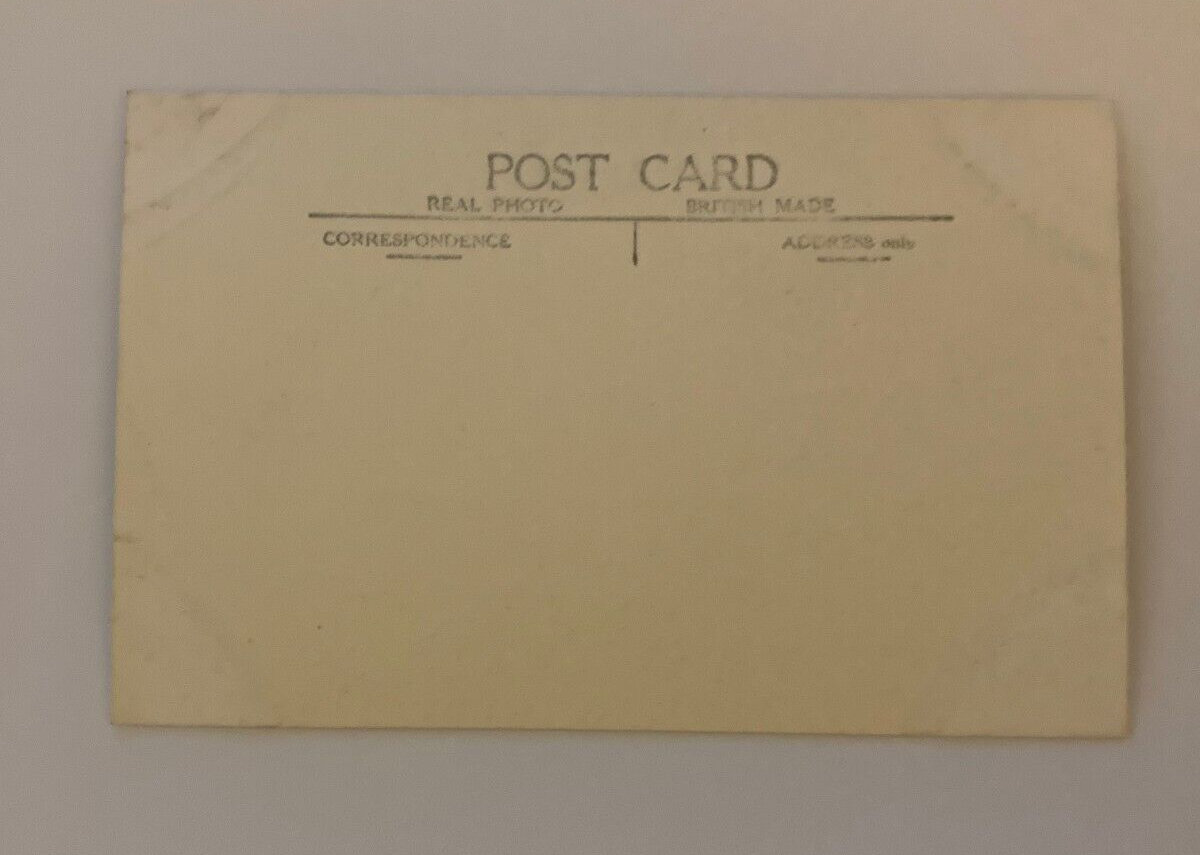 POST CARD
REAL PHOTO BRITISH MADE
CORRESPONDENCE ADDRESS only